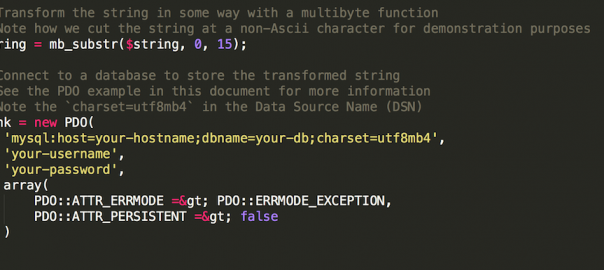 Transform the string in some way with a multibyte function
Note how we cut the string at a non-Ascii character for demonstration purposes
ring = mb_substr($string, 0, 15);
Connect to a database to store the transformed string
See the PDO example in this document for more information
Note the `charset=utf8mb4` in the Data Source Name (DSN)
nk = new PDO(
'mysql:host=your-hostname;dbname=your-db;charset=utf8mb4',
'your-username',
'your-password',
array(
PDO::ATTR_ERRMODE =&gt; PDO::ERRMODE_EXCEPTION,
PDO::ATTR_PERSISTENT =&gt; false
)